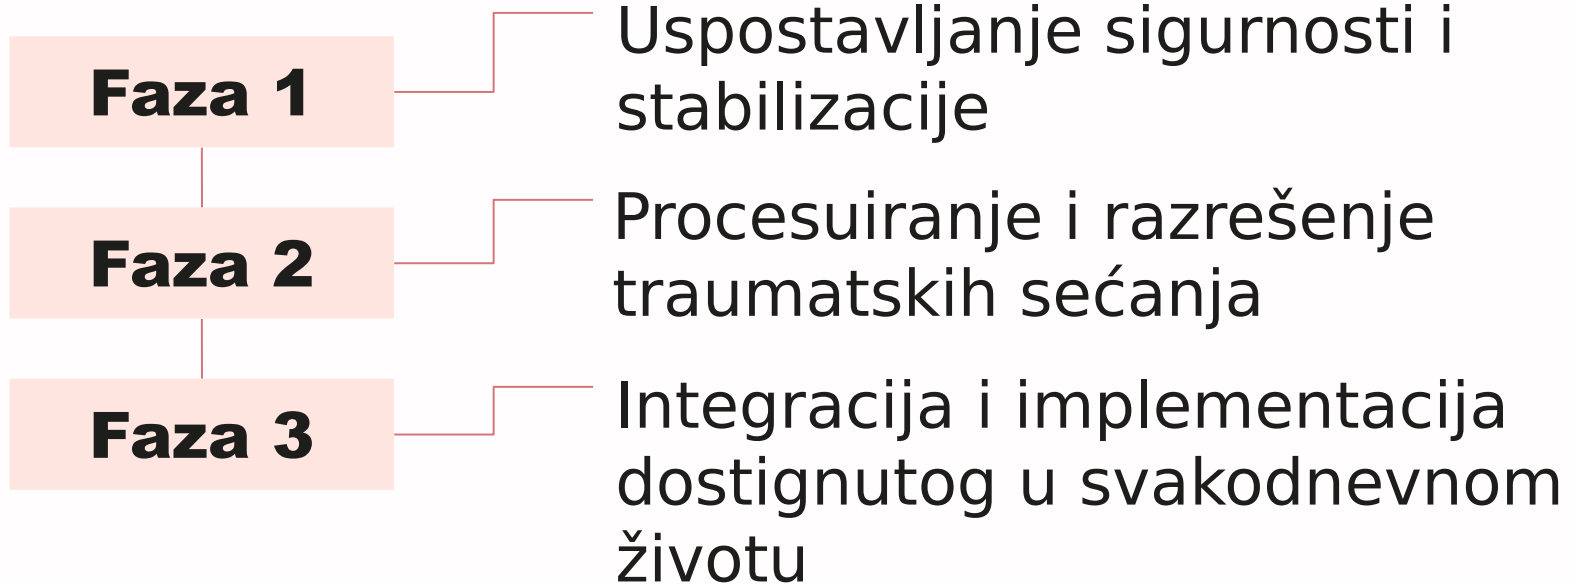 Faza 1
Uspostavljanje sigurnosti i
stabilizacije
Faza 2
Procesuiranje i razrešenje
traumatskih sećanja
Faza 3
Integracija i implementacija
dostignutog u svakodnevnom
životu